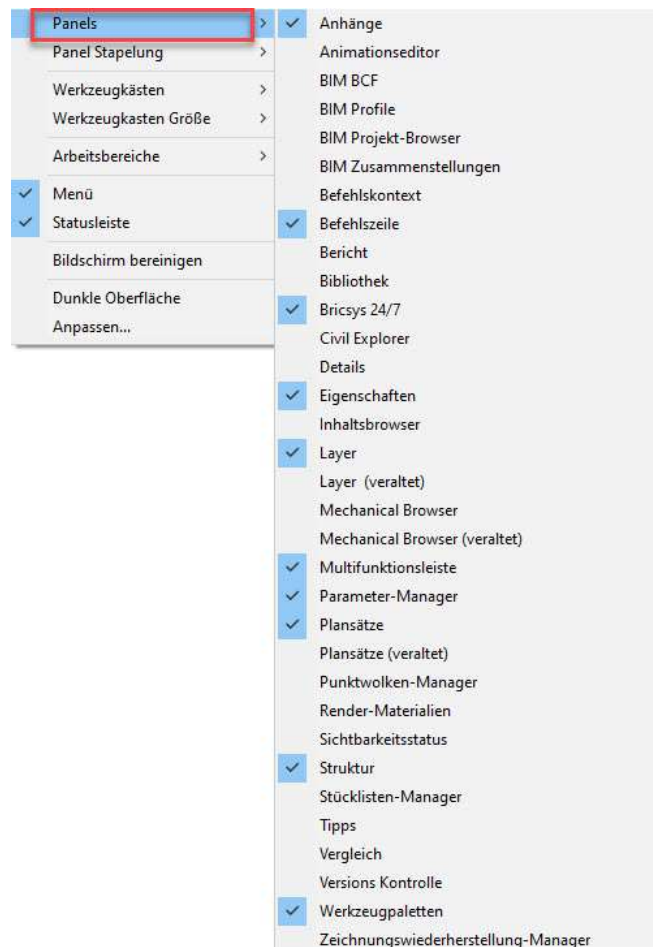 Panels
Panel Stapelung
Werkzeugkästen
Werkzeugkasten Größe
Arbeitsbereiche
Menü
Statusleiste
Bildschirm bereinigen
Dunkle Oberfläche
Anpassen...
Anhänge
Animationseditor
BIM BCF
BIM Profile
BIM Projekt-Browser
BIM Zusammenstellungen
Befehlskontext
Befehlszeile
Bericht
Bibliothek
Bricsys 24/7
Civil Explorer
Details
Eigenschaften
Inhaltsbrowser
Layer
Layer (veraltet)
Mechanical Browser
Mechanical Browser (veraltet)
Multifunktionsleiste
Parameter-Manager
Plansätze
Plansätze (veraltet)
Punktwolken-Manager
Render-Materialien
Sichtbarkeitsstatus
Struktur
Stücklisten-Manager
Tipps
Vergleich
Versions Kontrolle
Werkzeugpaletten
Zeichnungswiederherstellung-Manager